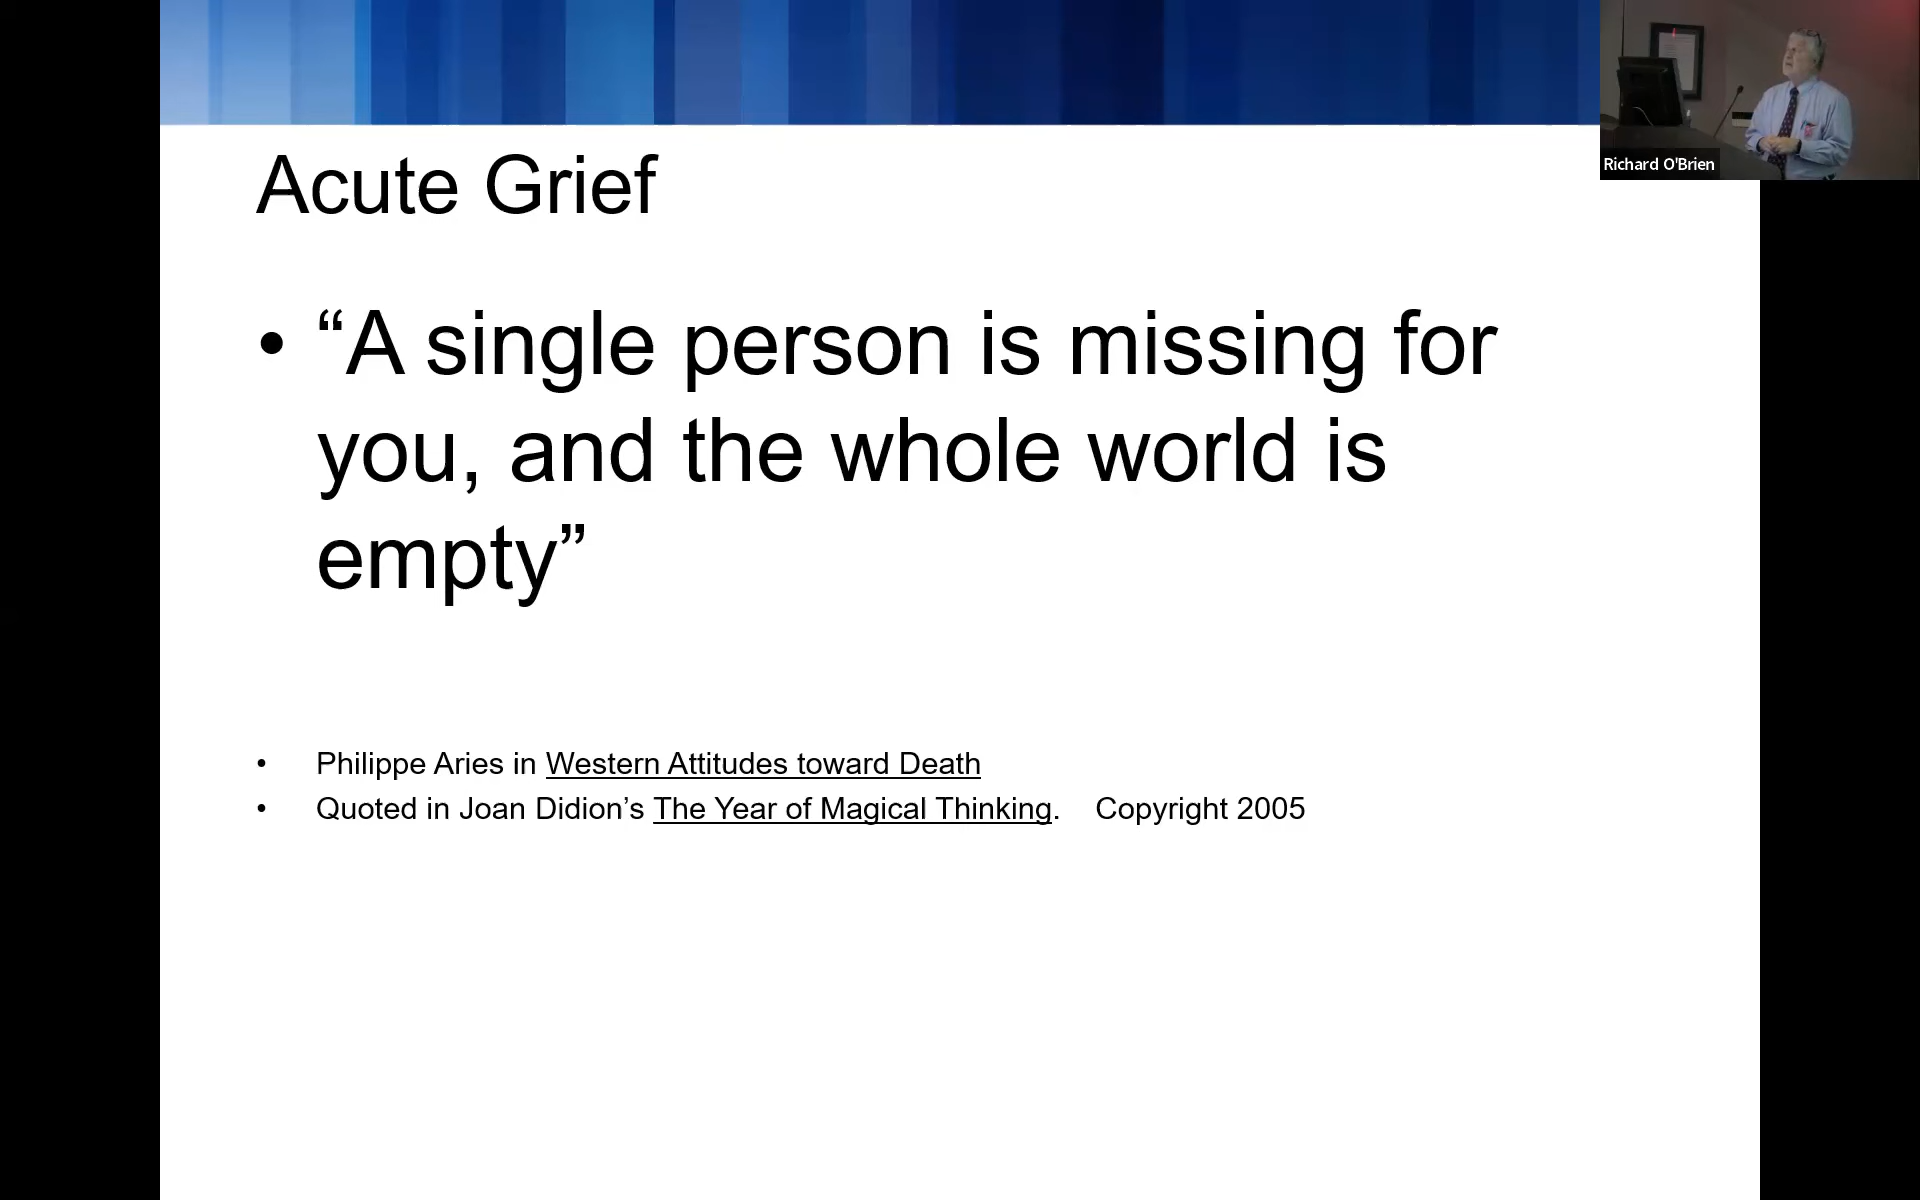 Richard O'Brien
Acute Grief
• “A single person is missing for
you, and the whole world is
empty”
• Philippe Aries in Western Attitudes toward Death
• Quoted in Joan Didion’s The Year of Magical Thinking. Copyright 2005